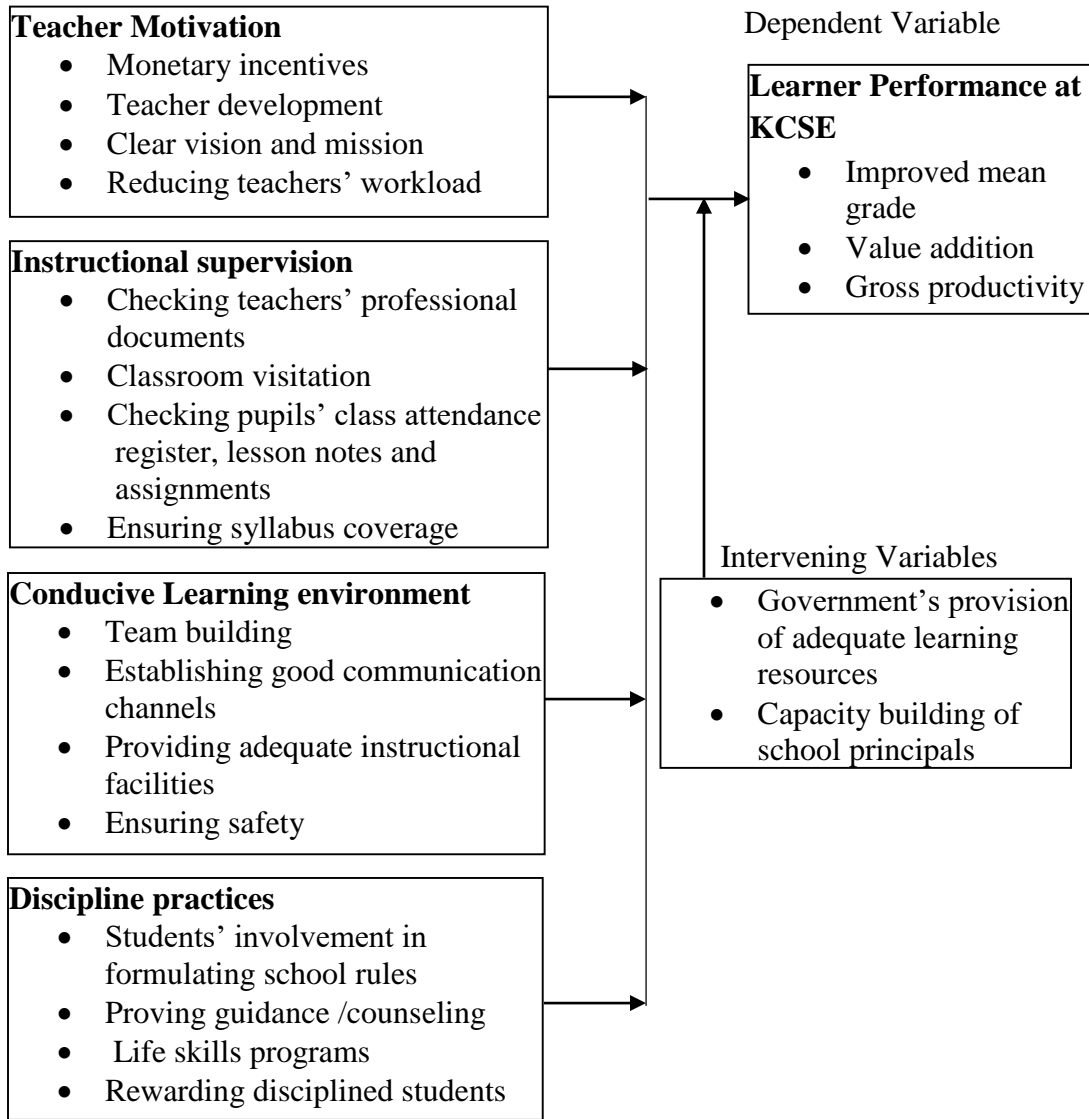 Teacher Motivation
• Monetary incentives
• Teacher development
• Clear vision and mission
• Reducing teachers’ workload
Instructional supervision
• Checking teachers’ professional
documents
• Classroom visitation
• Checking pupils’ class attendance
register, lesson notes and
assignments
• Ensuring syllabus coverage
Conducive Learning environment
• Team building
• Establishing good communication
channels
• Providing adequate instructional
facilities
• Ensuring safety
Discipline practices
• Students’ involvement in
formulating school rules
• Proving guidance /counseling
• Life skills programs
• Rewarding disciplined students
Dependent Variable
Learner Performance at
KCSE
• Improved mean
grade
• Value addition
• Gross productivity
Intervening Variables
• Government’s provision
of adequate learning
resources
• Capacity building of
school principals